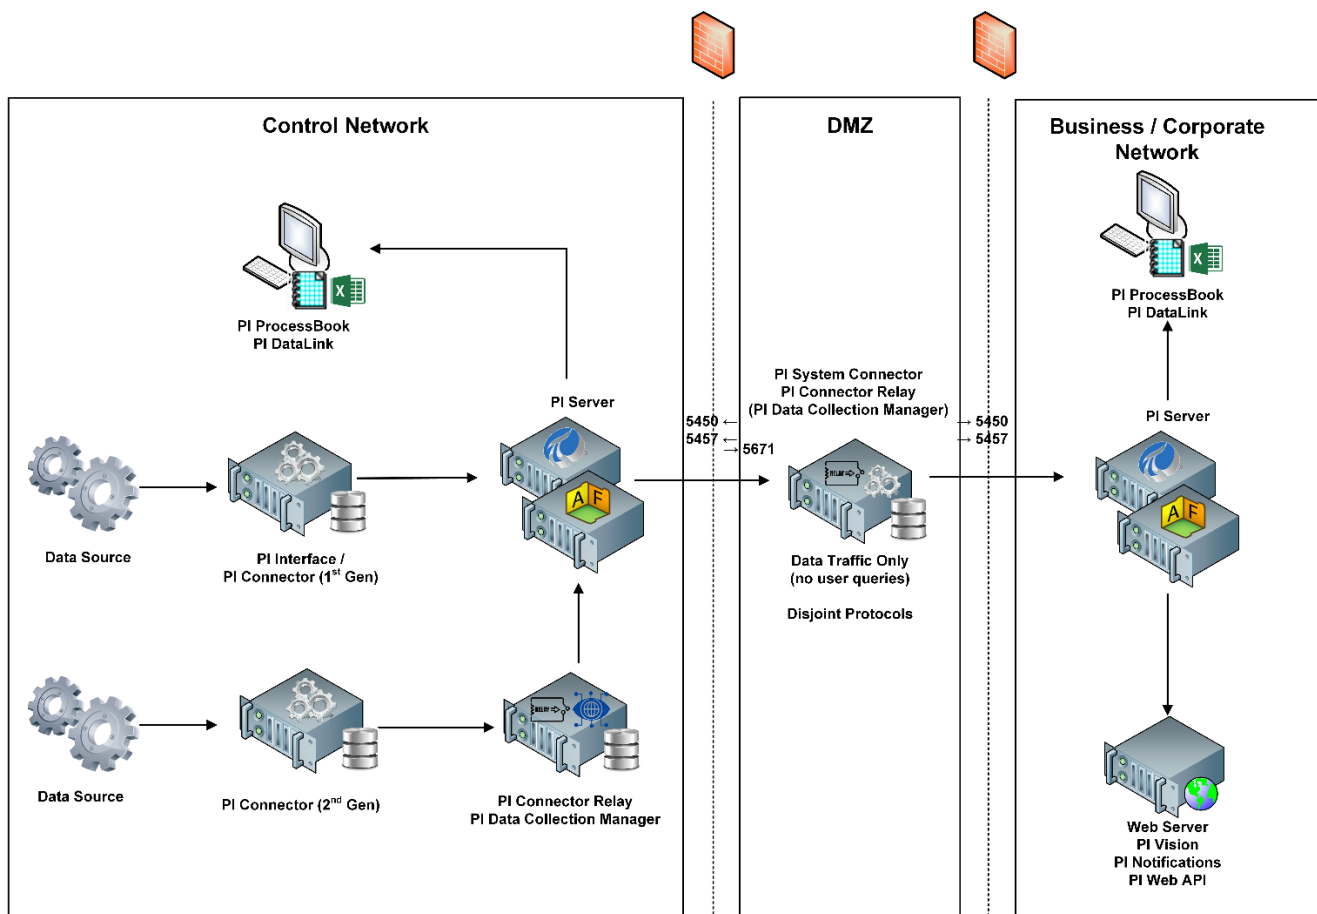 Control Network
DMZ
Business / Corporate
Network
X
PI ProcessBook
PI DataLink
X
PI ProcessBook
PI DataLink
PI System Connector
PI Connector Relay
(PI Data Collection Manager)
PI Server
5450 ←
5457 ←
→ 5671
→ 5450
→ 5457
PI Server
A F
RELAY
A F
Data Source
PI Interface /
PI Connector (1st Gen)
Data Traffic Only
(no user queries)
Disjoint Protocols
RELAY
Data Source
PI Connector (2nd Gen)
PI Connector Relay
PI Data Collection Manager
Web Server
PI Vision
PI Notifications
PI Web API